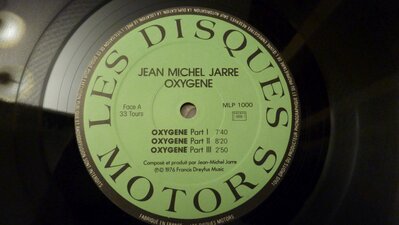 LES DISQUES
MOTORS
JEAN MICHEL JARRE
OXYGENE
Face A
33 Tours
MLP 1000
OXYGENE Part I 7'40
OXYGENE Part II 8'20
OXYGENE Part III 2'50
Composé et produit par Jean-Michel Jarre
℗© 1976 Francis Dreyfus Music